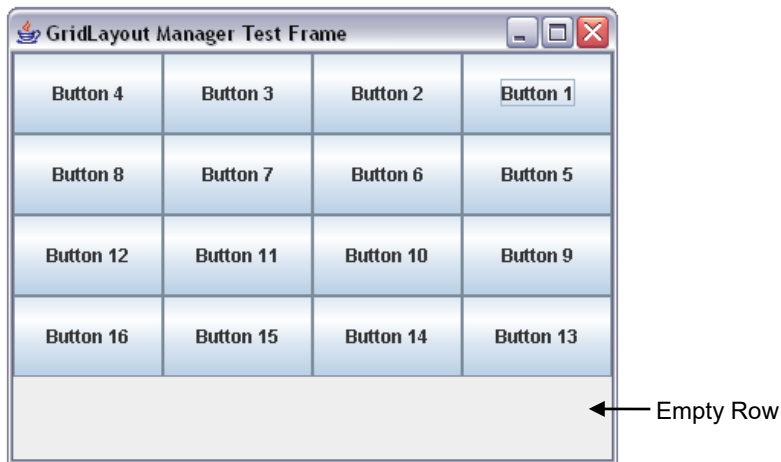 GridLayout Manager Test Frame
Button 4 Button 3 Button 2 Button 1
Button 8 Button 7 Button 6 Button 5
Button 12 Button 11 Button 10 Button 9
Button 16 Button 15 Button 14 Button 13
Empty Row